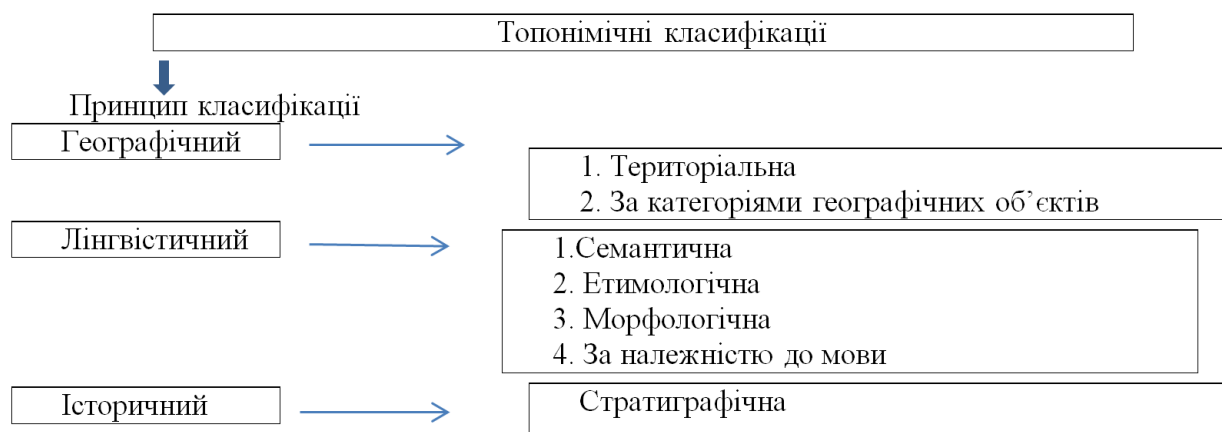 Топонімічні класифікації
Принцип класифікації
Географічний
1. Територіальна
2. За категоріями географічних об’єктів
Лінгвістичний
1.Семантична
2. Етимологічна
3. Морфологічна
4. За належністю до мови
Історичний
Стратиграфічна